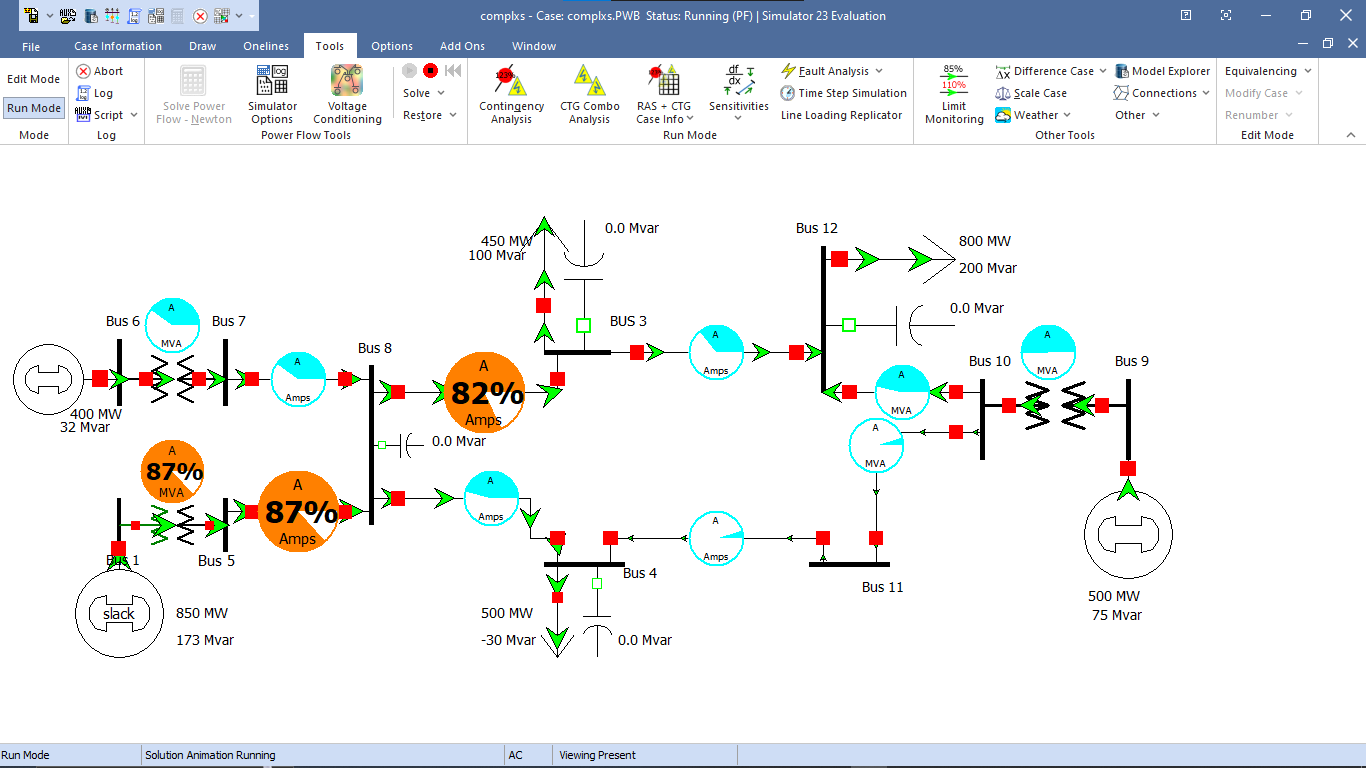 complxs - Case: complxs.PWB  Status: Running (PF) | Simulator 23 Evaluation
File  Case Information  Draw  Onelines  Tools  Options  Add Ons  Window
Edit Mode
Run Mode
Mode
Abort
Log
Script
Log
Solve Power
Flow - Newton
Simulator
Options
Voltage
Conditioning
Solve
Restore
Power Flow Tools
Contingency
Analysis
CTG Combo
Analysis
RAS + CTG
Case Info
Sensitivities
Fault Analysis
Time Step Simulation
Line Loading Replicator
Run Mode
85%
110%
Limit
Monitoring
Difference Case
Scale Case
Weather
Model Explorer
Connections
Other
Other Tools
Equivalencing
Modify Case
Renumber
Edit Mode
450 MW
100 Mvar
0.0 Mvar
Bus 12
800 MW
200 Mvar
0.0 Mvar
Bus 6
A
MVA
Bus 7
Bus 8
BUS 3
A
Amps
Bus 10
A
MVA
Bus 9
400 MW
32 Mvar
A
Amps
A
82%
Amps
A
MVA
0.0 Mvar
A
MVA
A
87%
MVA
A
87%
Amps
A
Amps
A
Amps
Bus 1
Bus 5
Bus 4
Bus 11
slack
850 MW
173 Mvar
500 MW
-30 Mvar
0.0 Mvar
500 MW
75 Mvar
Run Mode  Solution Animation Running  AC  Viewing Present